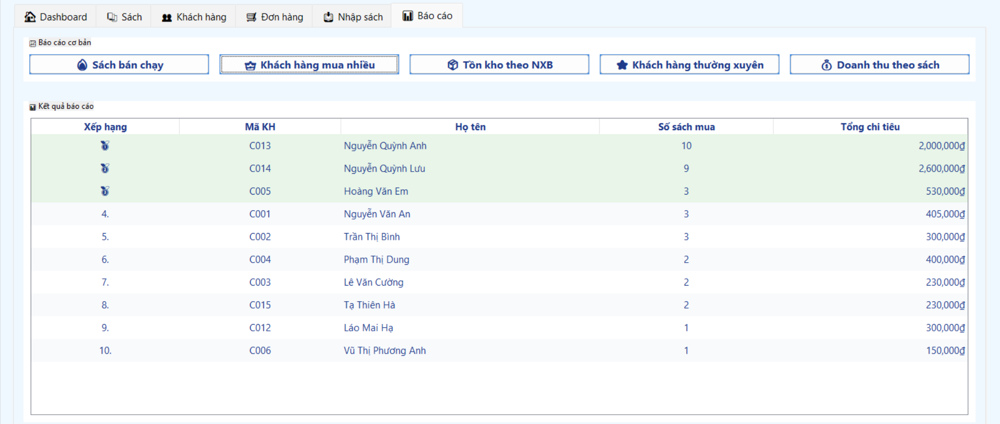 Dashboard Sách Khách hàng Đơn hàng Nhập sách Báo cáo
Báo cáo cơ bản
Sách bán chạy Khách hàng mua nhiều Tồn kho theo NXB Khách hàng thường xuyên Doanh thu theo sách
Kết quả báo cáo
Xếp hạng Mã KH Họ tên Số sách mua Tổng chi tiêu
1 C013 Nguyễn Quỳnh Anh 10 2,000,000₫
2 C014 Nguyễn Quỳnh Lưu 9 2,600,000₫
3 C005 Hoàng Văn Em 3 530,000₫
4. C001 Nguyễn Văn An 3 405,000₫
5. C002 Trần Thị Bình 3 300,000₫
6. C004 Phạm Thị Dung 2 400,000₫
7. C003 Lê Văn Cường 2 230,000₫
8. C015 Tạ Thiên Hà 2 230,000₫
9. C012 Láo Mai Hạ 1 300,000₫
10. C006 Vũ Thị Phương Anh 1 150,000₫